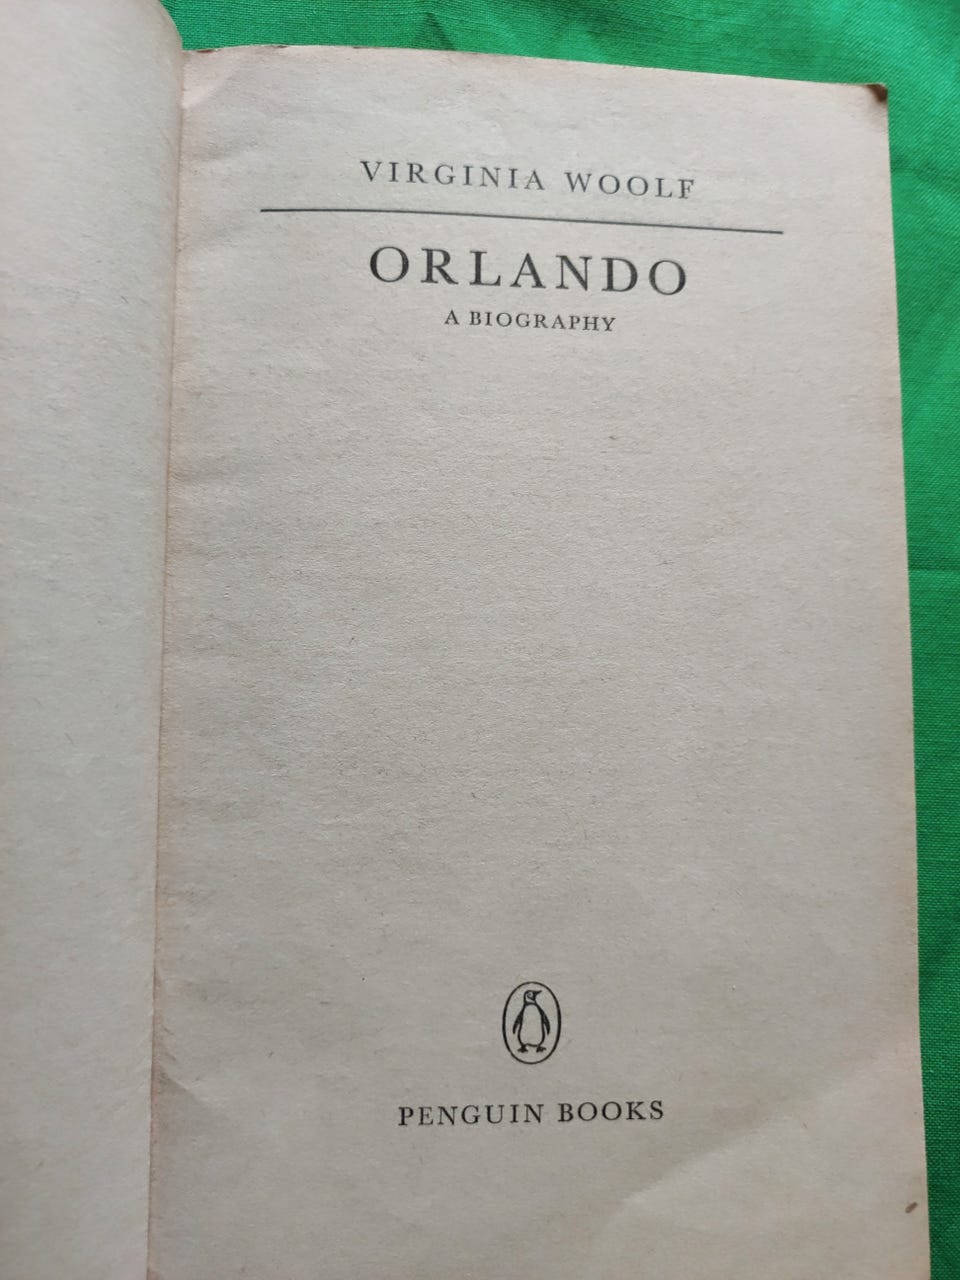 VIRGINIA WOOLF
ORLANDO
A BIOGRAPHY
PENGUIN BOOKS